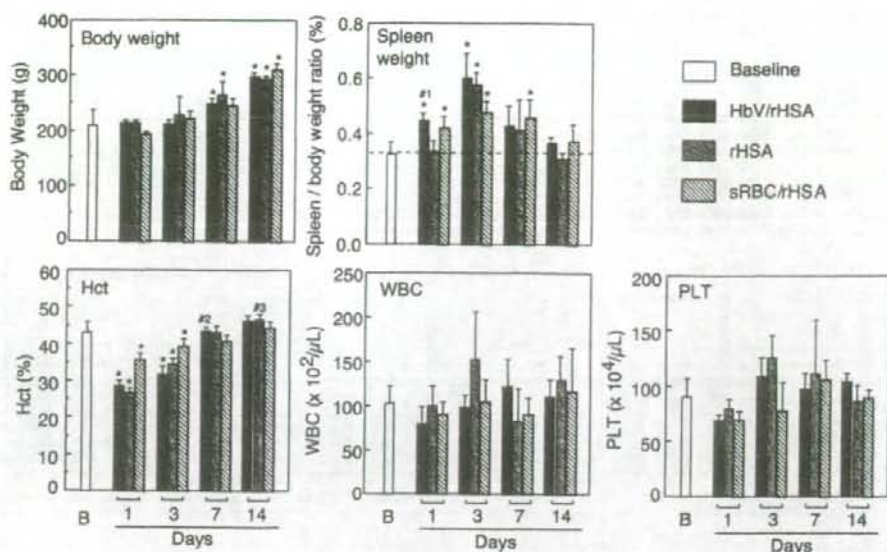 Body weight
Body Weight (g)
400
300
200
100
0
* * * * *
Spleen weight
Spleen / body weight ratio (%)
0.8
0.6
0.4
0.2
0.0
#1
* * * * * *
Baseline
HbV/rHSA
rHSA
sRBC/rHSA
Hct
Hct (%)
60
50
40
30
20
10
0
* * * * * *
#2
#3
B 1 3 7 14
Days
WBC
WBC (x 10²/μL)
250
200
150
100
50
0
B 1 3 7 14
Days
PLT
PLT (x 10⁴/μL)
200
150
100
50
0
B 1 3 7 14
Days